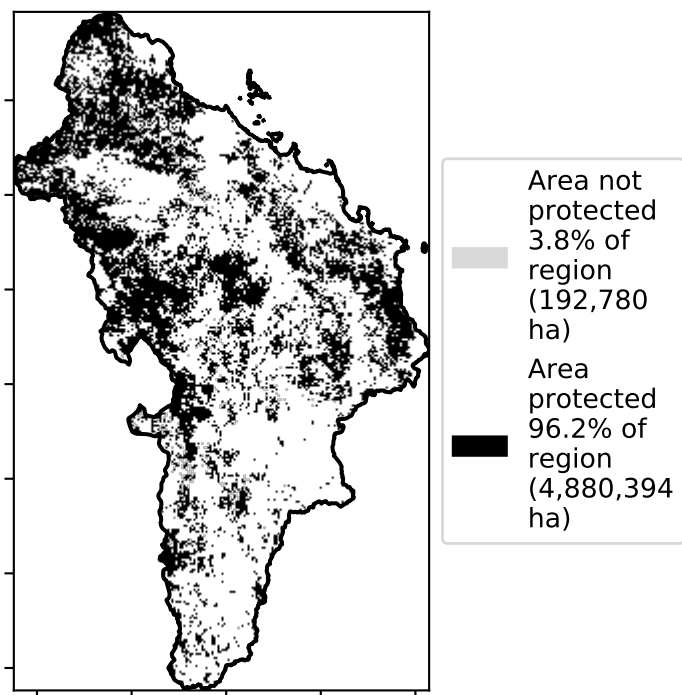 Area not
protected
3.8% of
region
(192,780
ha)
Area
protected
96.2% of
region
(4,880,394
ha)